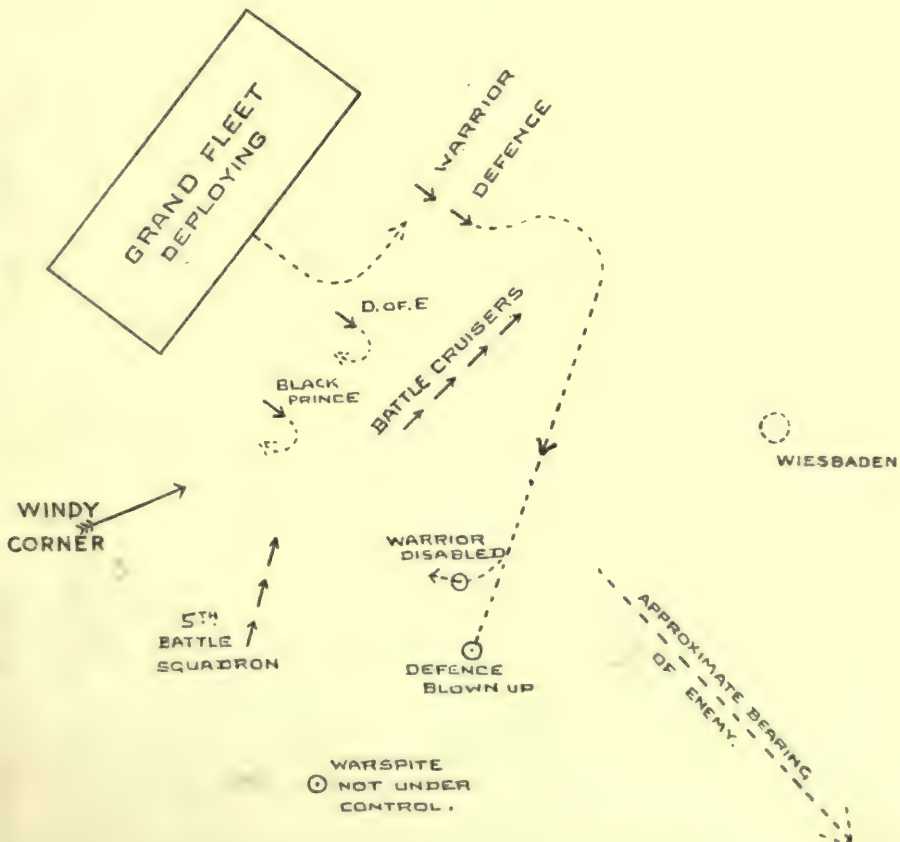 GRAND FLEET
DEPLOYING
WARRIOR
DEFENCE
D. OF. E
BATTLE CRUISERS
BLACK
PRINCE
WIESBADEN
WINDY
CORNER
WARRIOR
DISABLED
5TH
BATTLE
SQUADRON
DEFENCE
BLOWN UP
APPROXIMATE BEARING
OF ENEMY.
WARSPITE
NOT UNDER
CONTROL.